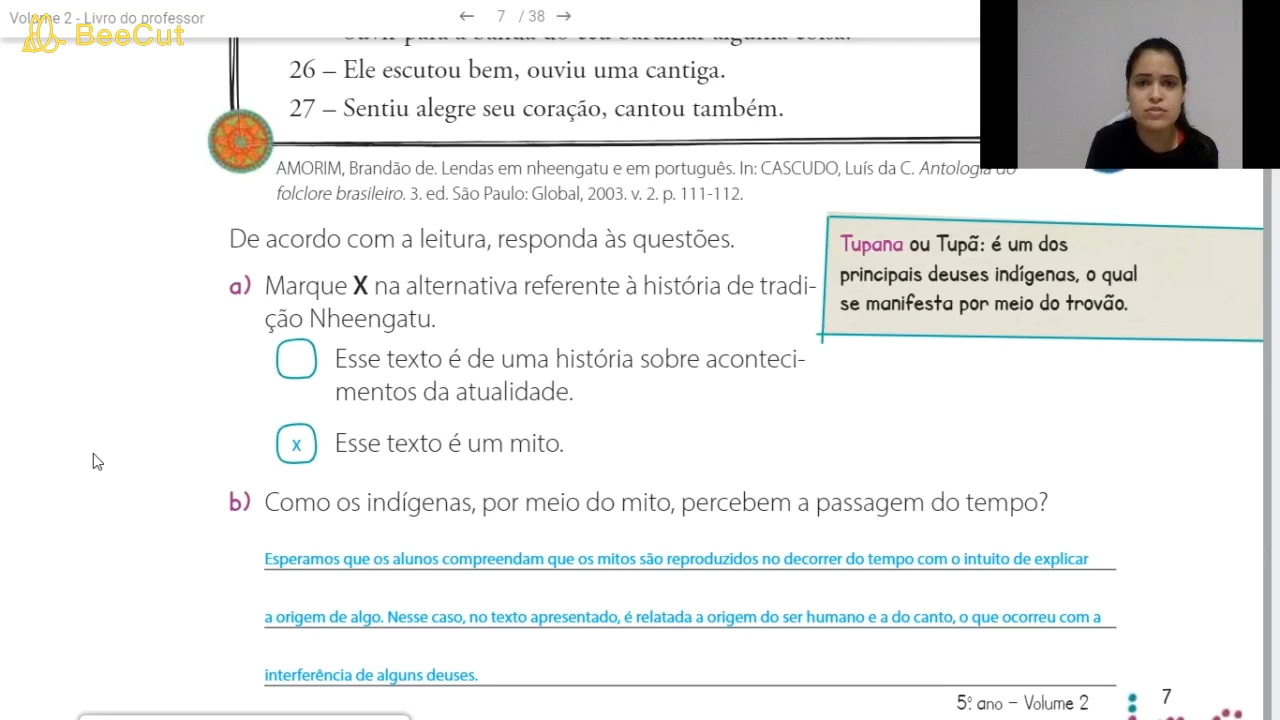 Volume 2 - Livro do professor
7 / 38
BeeCut
26 – Ele escutou bem, ouviu uma cantiga.
27 – Sentiu alegre seu coração, cantou também.
AMORIM, Brandão de. Lendas em nheengatu e em português. In: CASCUDO, Luís da C. Antologia do
folclore brasileiro. 3. ed. São Paulo: Global, 2003. v. 2. p. 111-112.
De acordo com a leitura, responda às questões.
Tupana ou Tupã: é um dos
principais deuses indígenas, o qual
se manifesta por meio do trovão.
a) Marque X na alternativa referente à história de tradi-
ção Nheengatu.
Esse texto é de uma história sobre aconteci-
mentos da atualidade.
x Esse texto é um mito.
b) Como os indígenas, por meio do mito, percebem a passagem do tempo?
Esperamos que os alunos compreendam que os mitos são reproduzidos no decorrer do tempo com o intuito de explicar
a origem de algo. Nesse caso, no texto apresentado, é relatada a origem do ser humano e a do canto, o que ocorreu com a
interferência de alguns deuses.
5º. ano – Volume 2 7